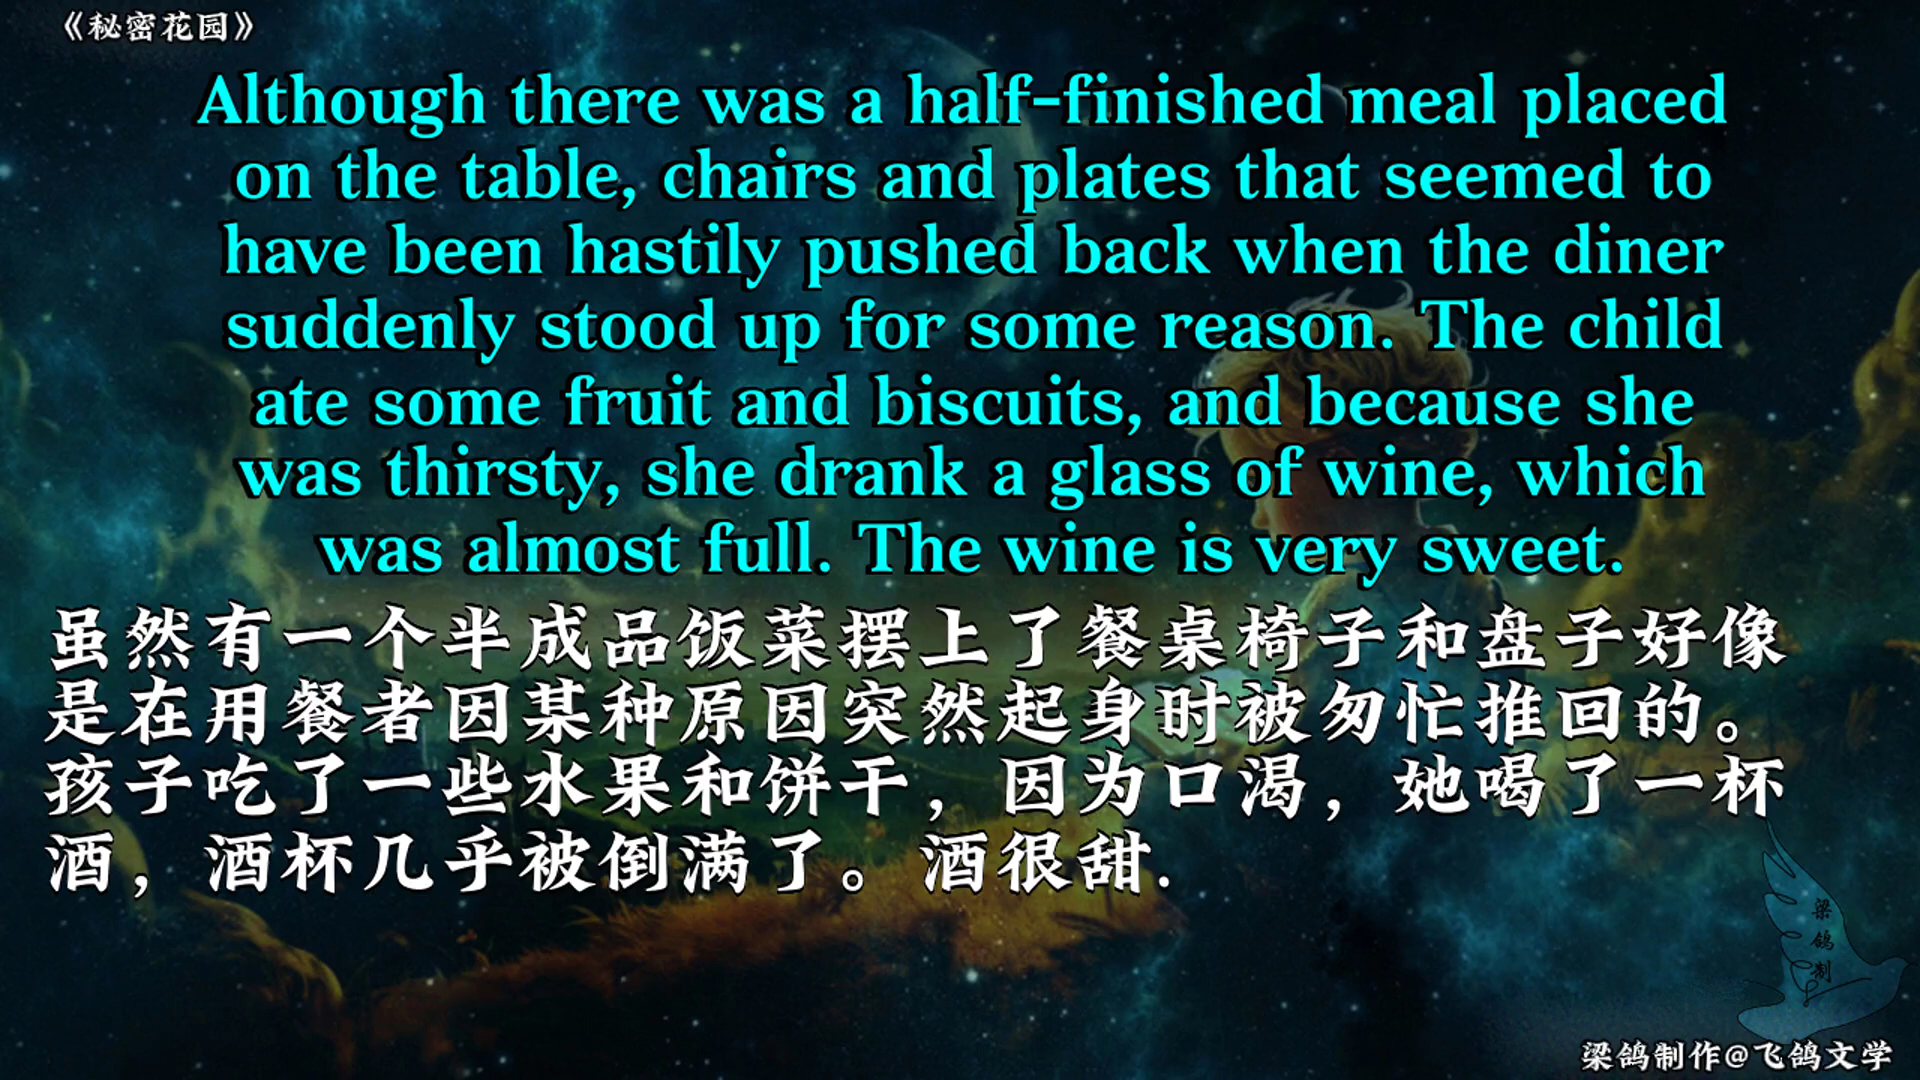 《秘密花园》
Although there was a half-finished meal placed
on the table, chairs and plates that seemed to
have been hastily pushed back when the diner
suddenly stood up for some reason. The child
ate some fruit and biscuits, and because she
was thirsty, she drank a glass of wine, which
was almost full. The wine is very sweet.
虽然有一个半成品饭菜摆上了餐桌椅子和盘子好像
是在用餐者因某种原因突然起身时被匆忙推回的。
孩子吃了一些水果和饼干，因为口渴，她喝了一杯
酒，酒杯几乎被倒满了。酒很甜.
梁
鸽
制
梁鸽制作@飞鸽文学